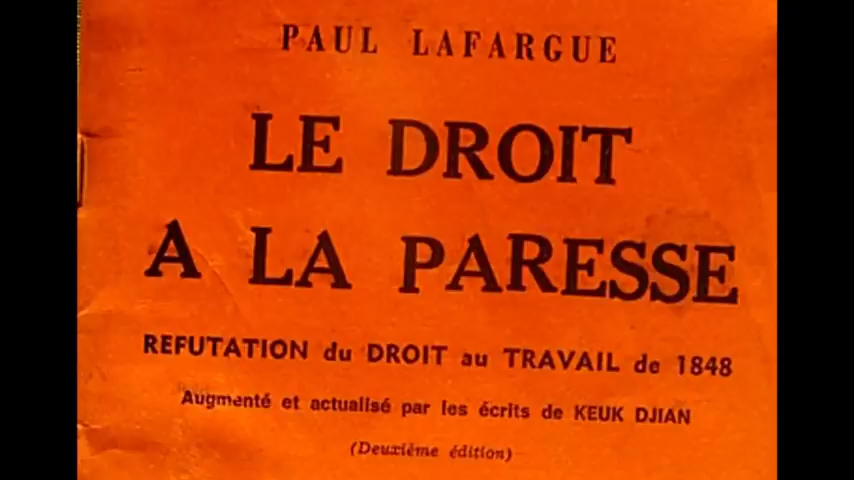 PAUL LAFARGUE
LE DROIT
A LA PARESSE
REFUTATION du DROIT au TRAVAIL de 1848
Augmenté et actualisé par les écrits de KEUK DJIAN
(Deuxième édition)